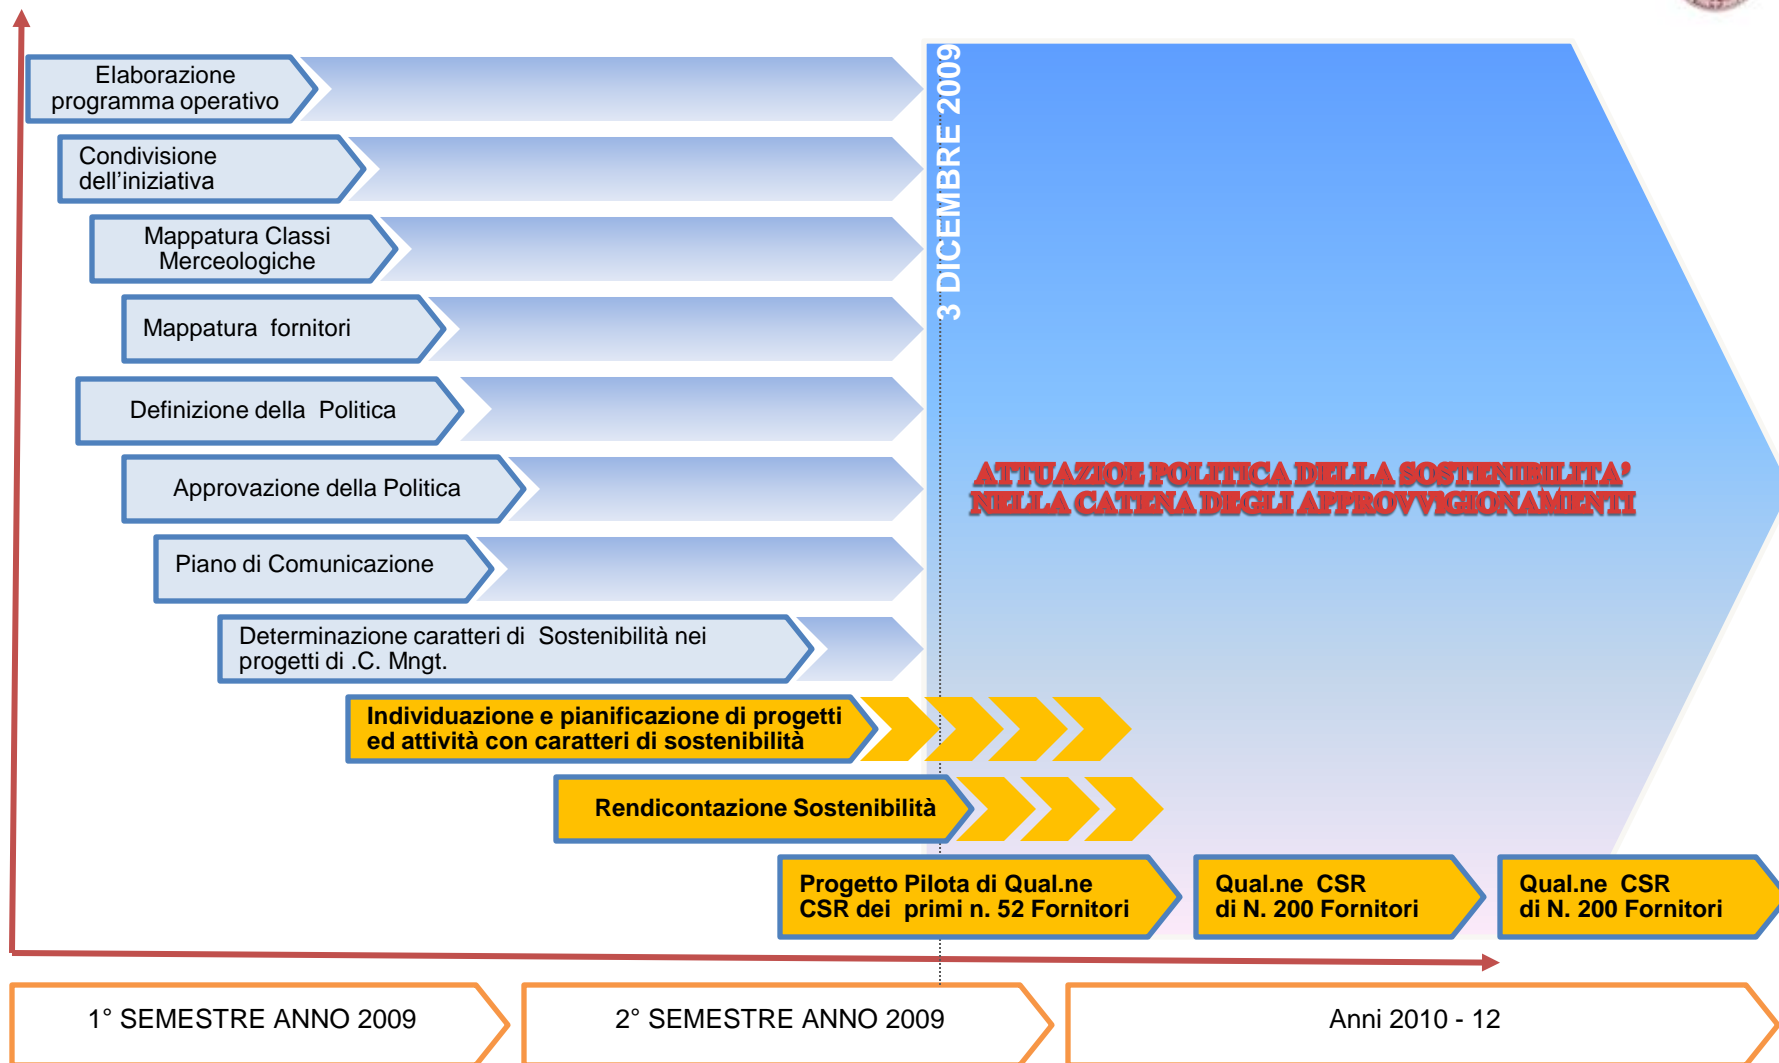 Elaborazione
programma operativo
Condivisione
dell’iniziativa
Mappatura Classi
Merceologiche
Mappatura fornitori
Definizione della Politica
Approvazione della Politica
Piano di Comunicazione
Determinazione caratteri di Sostenibilità nei
progetti di .C. Mngt.
Individuazione e pianificazione di progetti
ed attività con caratteri di sostenibilità
Rendicontazione Sostenibilità
Progetto Pilota di Qual.ne
CSR dei primi n. 52 Fornitori
Qual.ne CSR
di N. 200 Fornitori
Qual.ne CSR
di N. 200 Fornitori
3 DICEMBRE 2009
ATTUAZIOE POLITICA DELLA SOSTENIBILITA’
NELLA CATENA DEGLI APPROVVIGIONAMENTI
1° SEMESTRE ANNO 2009
2° SEMESTRE ANNO 2009
Anni 2010 - 12